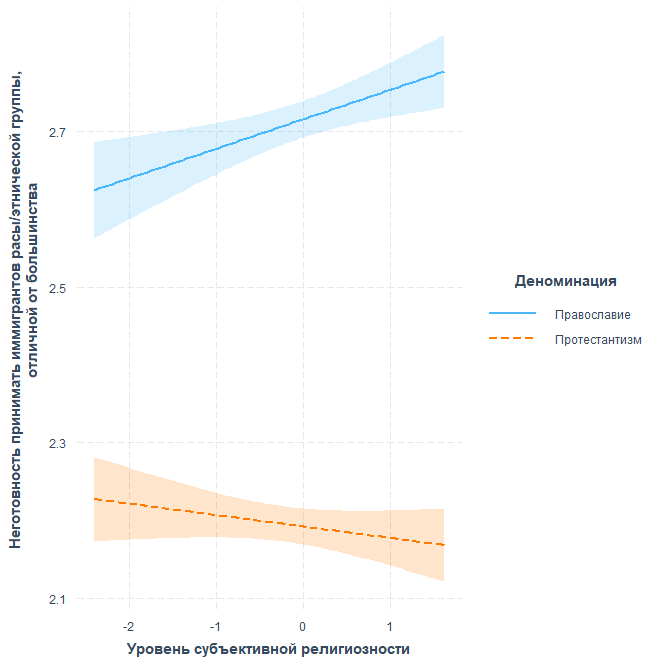 Неготовность принимать иммигрантов расы/этнической группы,
отличной от большинства
2.7
2.5
2.3
2.1
-2
-1
0
1
Уровень субъективной религиозности
Деноминация
Православие
Протестантизм